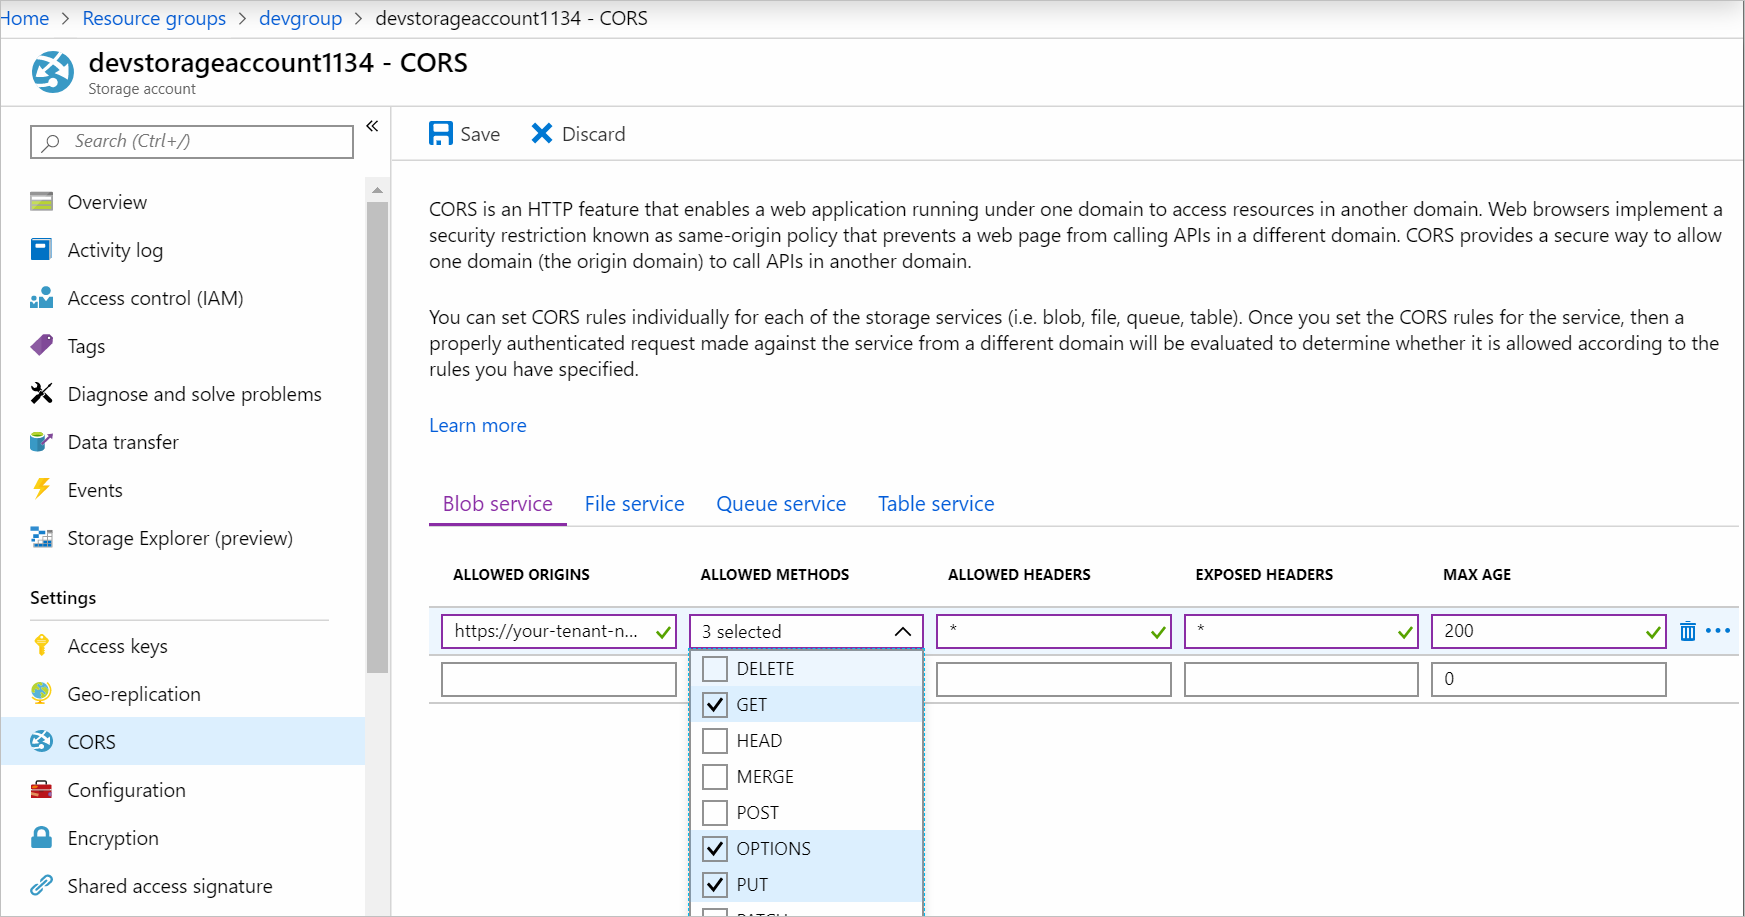 Home > Resource groups > devgroup > devstorageaccount1134 - CORS
devstorageaccount1134 - CORS
Storage account
Search (Ctrl+/)
«
Overview
Activity log
Access control (IAM)
Tags
Diagnose and solve problems
Data transfer
Events
Storage Explorer (preview)
Settings
Access keys
Geo-replication
CORS
Configuration
Encryption
Shared access signature
Save Discard
CORS is an HTTP feature that enables a web application running under one domain to access resources in another domain. Web browsers implement a
security restriction known as same-origin policy that prevents a web page from calling APIs in a different domain. CORS provides a secure way to allow
one domain (the origin domain) to call APIs in another domain.
You can set CORS rules individually for each of the storage services (i.e. blob, file, queue, table). Once you set the CORS rules for the service, then a
properly authenticated request made against the service from a different domain will be evaluated to determine whether it is allowed according to the
rules you have specified.
Learn more
Blob service File service Queue service Table service
ALLOWED ORIGINS ALLOWED METHODS ALLOWED HEADERS EXPOSED HEADERS MAX AGE
https://your-tenant-n... 3 selected * * 200
0
DELETE
GET
HEAD
MERGE
POST
OPTIONS
PUT